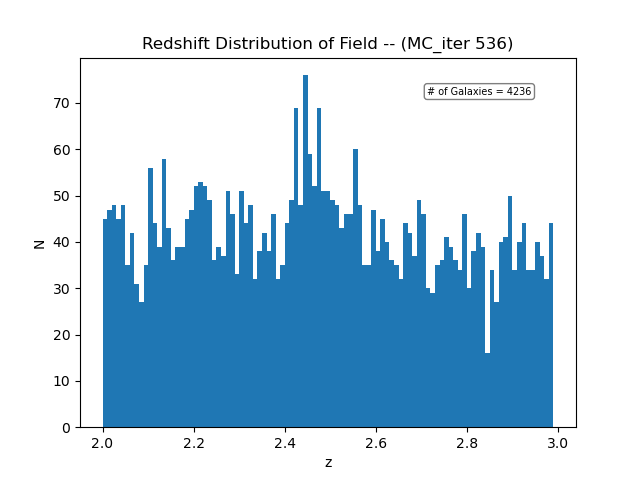 Redshift Distribution of Field -- (MC_iter 536)
# of Galaxies = 4236
70
60
50
40
30
20
10
0
N
2.0 2.2 2.4 2.6 2.8 3.0
z